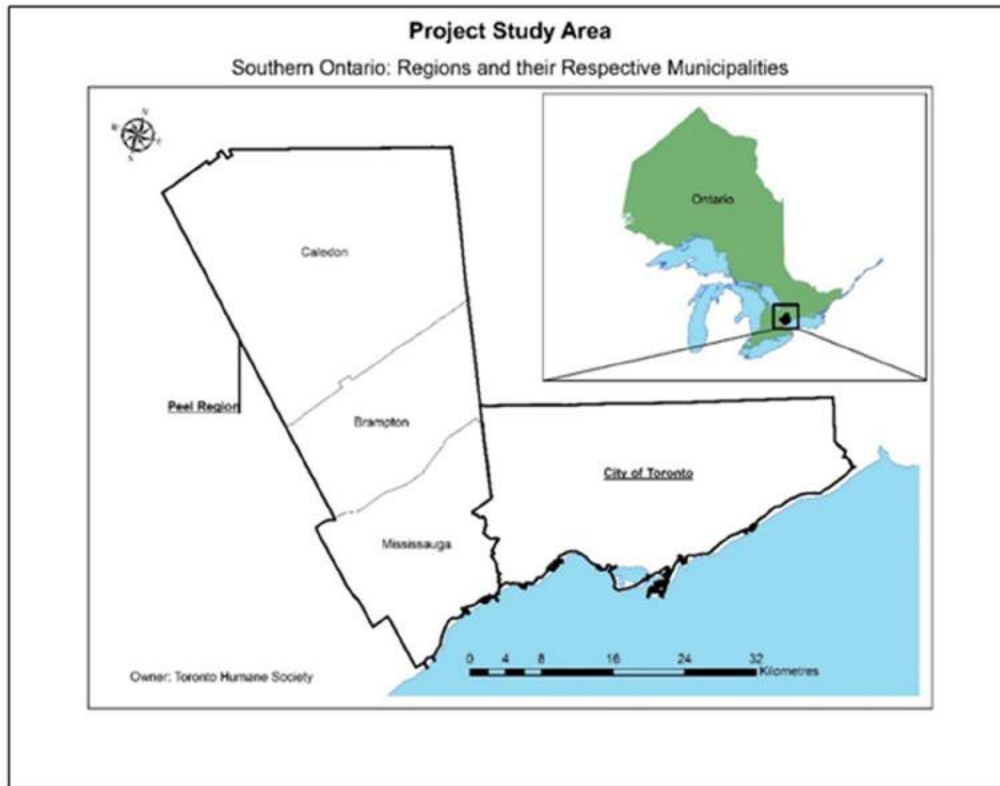 Project Study Area
Southern Ontario: Regions and their Respective Municipalities
N
W
E
S
Ontario
Caledon
Peel Region
Brampton
City of Toronto
Mississauga
0 4 8 16 24 32
Kilometres
Owner: Toronto Humane Society